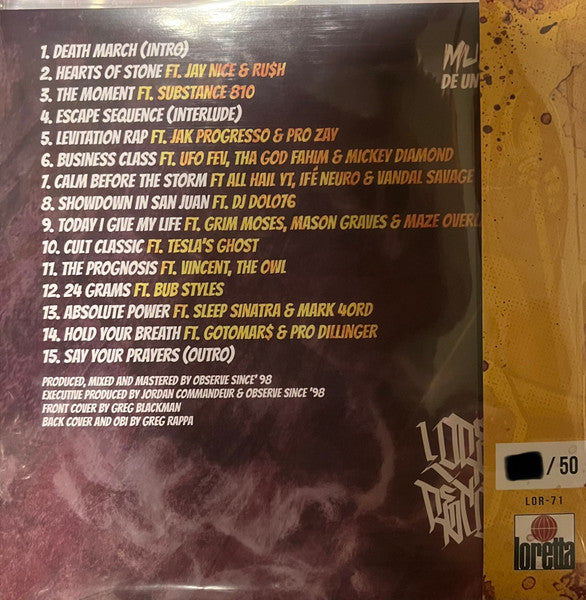 1. DEATH MARCH (INTRO)
2. HEARTS OF STONE FT. JAY NICE & RU$H
3. THE MOMENT FT. SUBSTANCE 810
4. ESCAPE SEQUENCE (INTERLUDE)
5. LEVITATION RAP FT. JAK PROGRESSO & PRO ZAY
6. BUSINESS CLASS FT. UFO FEV, THA GOD FAHIM & MICKEY DIAMOND
7. CALM BEFORE THE STORM FT ALL HAIL YT, IFÉ NEURO & VANDAL SAVAGE
8. SHOWDOWN IN SAN JUAN FT. DJ DOLO76
9. TODAY I GIVE MY LIFE FT. GRIM MOSES, MASON GRAVES & MAZE OVERL
10. CULT CLASSIC FT. TESLA'S GHOST
11. THE PROGNOSIS FT. VINCENT, THE OWL
12. 24 GRAMS FT. BUB STYLES
13. ABSOLUTE POWER FT. SLEEP SINATRA & MARK 4ORD
14. HOLD YOUR BREATH FT. GOTOMAR$ & PRO DILLINGER
15. SAY YOUR PRAYERS (OUTRO)
PRODUCED, MIXED AND MASTERED BY OBSERVE SINCE' 98
EXECUTIVE PRODUCED BY JORDAN COMMANDEUR & OBSERVE SINCE '98
FRONT COVER BY GREG BLACKMAN
BACK COVER AND OBI BY GREG RAPPA
MU
DE UN
/ 50
LOR-71
loretta